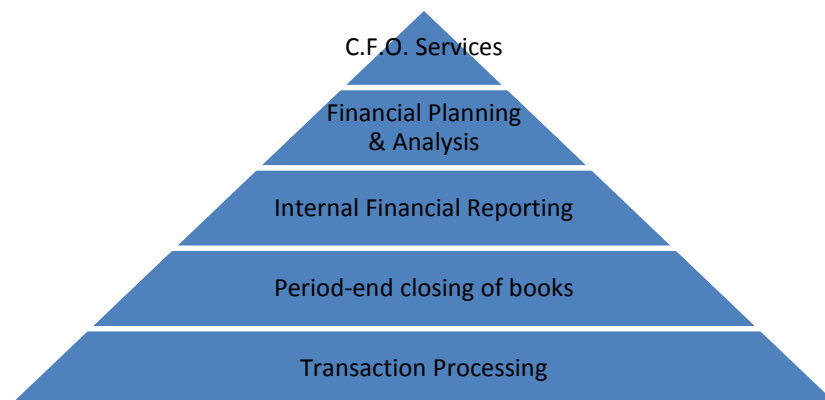 C.F.O. Services
Financial Planning
& Analysis
Internal Financial Reporting
Period-end closing of books
Transaction Processing